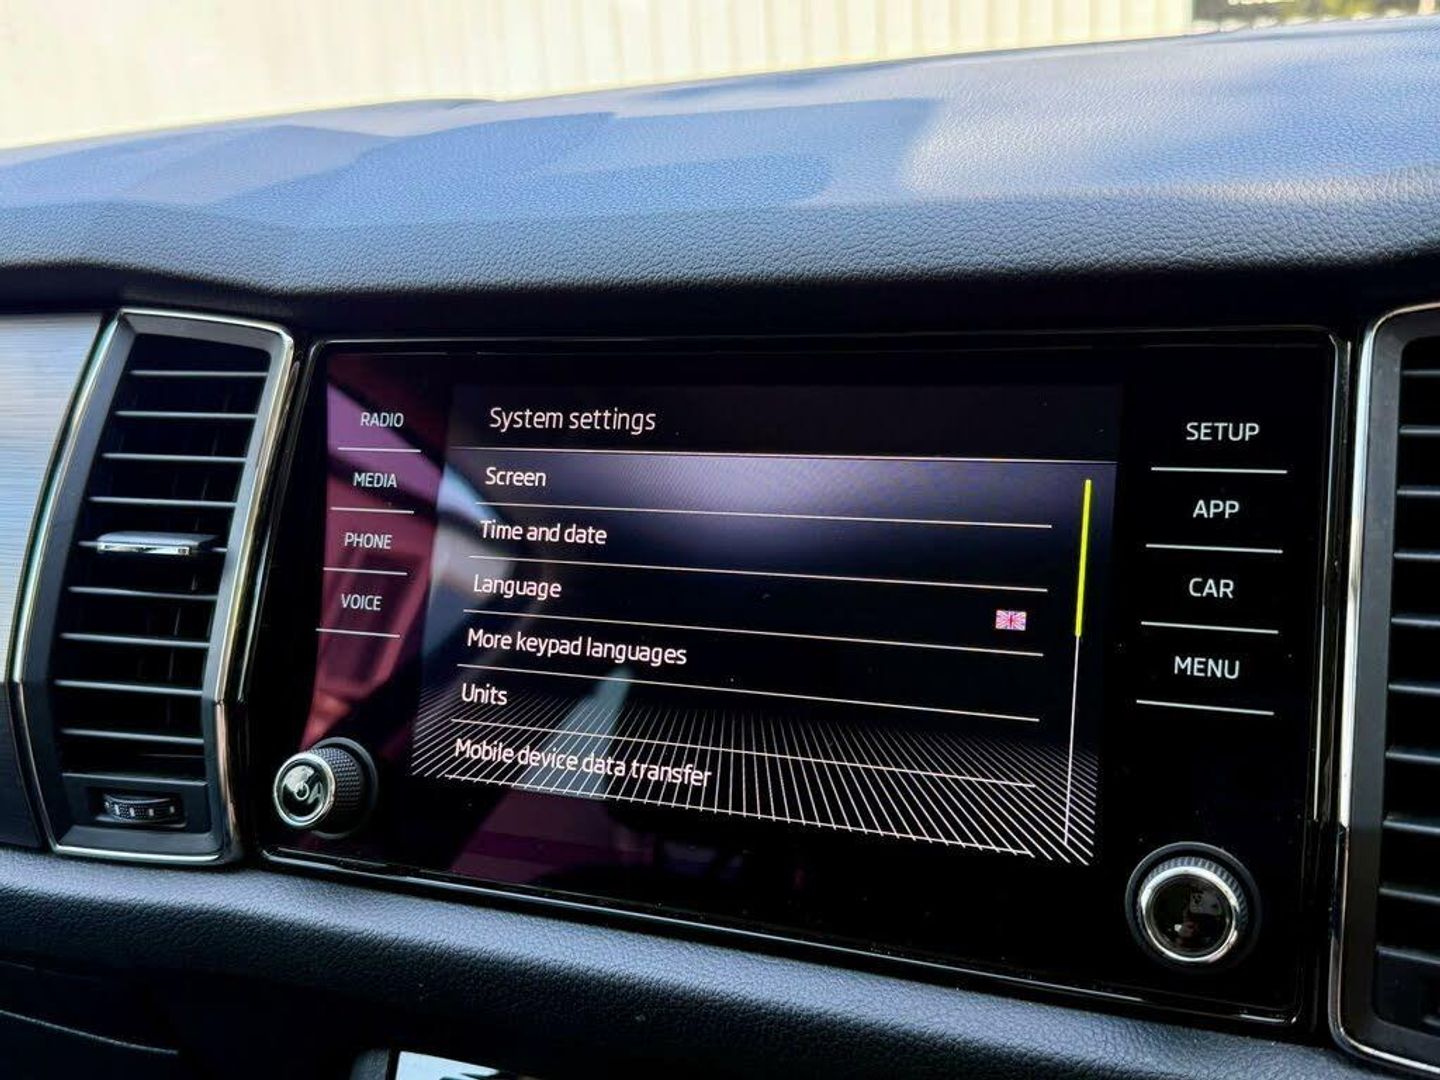 System settings
Screen
Time and date
Language
More keypad languages
Units
Mobile device data transfer
RADIO
MEDIA
PHONE
VOICE
SETUP
APP
CAR
MENU